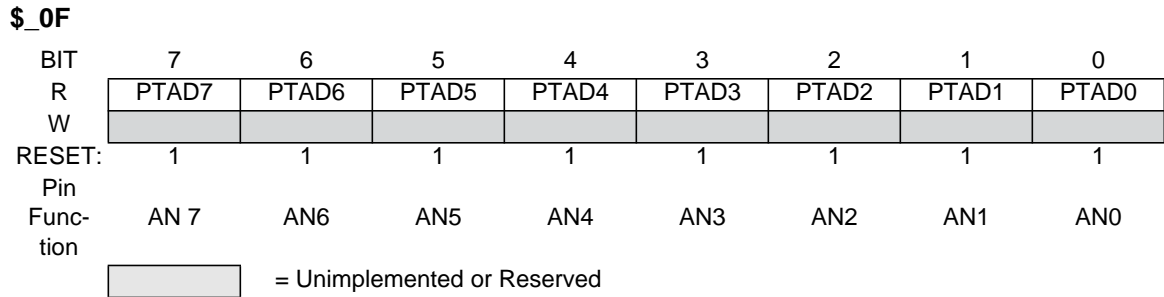 $_0F
BIT 7 6 5 4 3 2 1 0
R PTAD7 PTAD6 PTAD5 PTAD4 PTAD3 PTAD2 PTAD1 PTAD0
W
RESET: 1 1 1 1 1 1 1 1
Pin
Func- AN 7 AN6 AN5 AN4 AN3 AN2 AN1 AN0
tion
= Unimplemented or Reserved